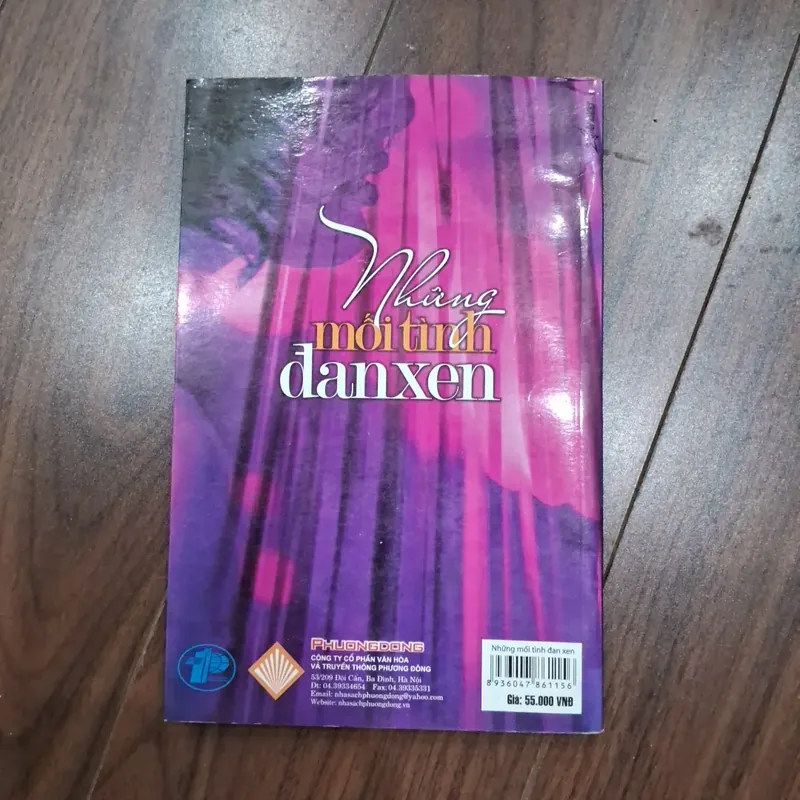 Những
mối tình
đan xen
PHUONGDONG
CÔNG TY CỔ PHẦN VĂN HÓA
VÀ TRUYỀN THÔNG PHƯƠNG ĐÔNG
53/209 Đội Cấn, Ba Đình, Hà Nội
Đt: 04.39334654 Fax: 04.39335331
Email: nhasachphuongdong@yahoo.com
Website: nhasachphuongdong.vn
Những mối tình đan xen
8 936047 861156
Giá: 55.000 VNĐ